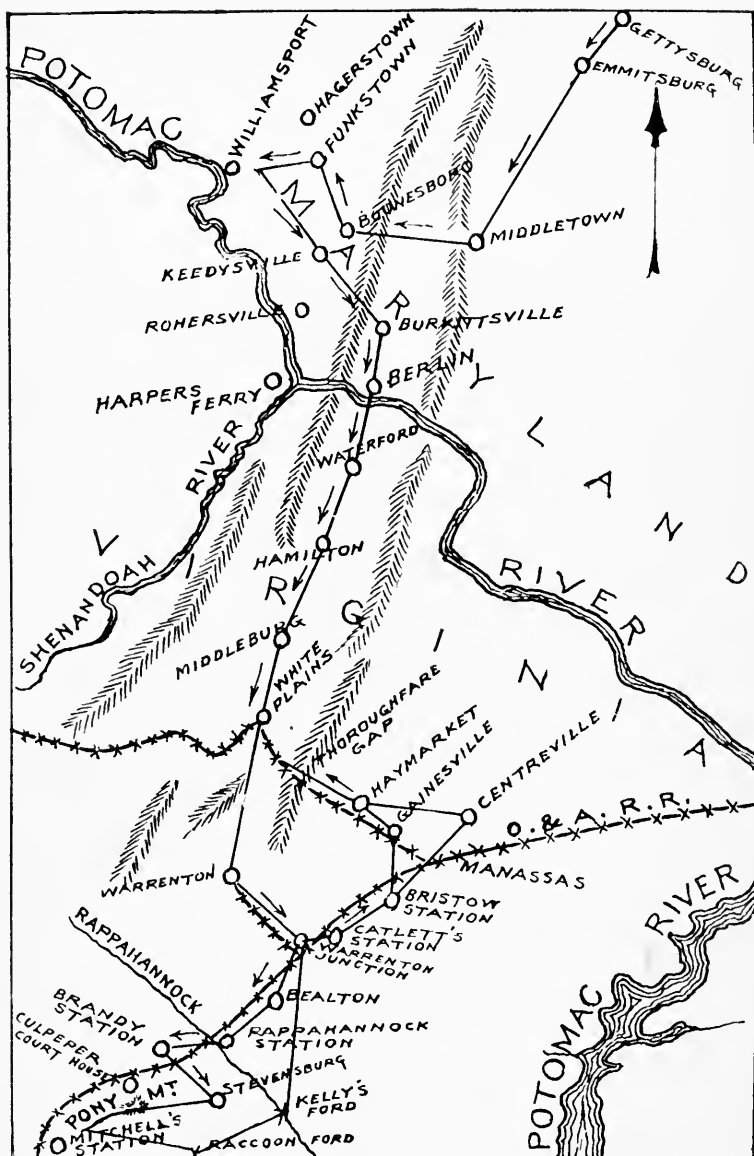 GETTYSBURG
EMMITSBURG
POTOMAC
WILLIAMSPORT
HAGERSTOWN
FUNKSTOWN
BOONESBORO
MIDDLETOWN
MARYLAND
KEEDYSVILLE
ROHERSVILLE
BURKITTSVILLE
BERLIN
HARPERS
FERRY
WATERFORD
SHENANDOAH RIVER
HAMILTON
RIVER
VIRGINIA
MIDDLEBURG
WHITE
PLAINS
THOROUGHFARE
GAP
HAYMARKET
GAINESVILLE
CENTREVILLE
O. & A. R. R.
MANASSAS
WARRENTON
BRISTOW
STATION
CATLETT'S
STATION
WARRENTON
JUNCTION
RAPPAHANNOCK
BEALTON
BRANDY
STATION
RAPPAHANNOCK
STATION
CULPEPER
COURT HOUSE
STEVENSBURG
PONY MT.
KELLY'S
FORD
MITCHELL'S
STATION
RACCOON FORD
POTOMAC RIVER